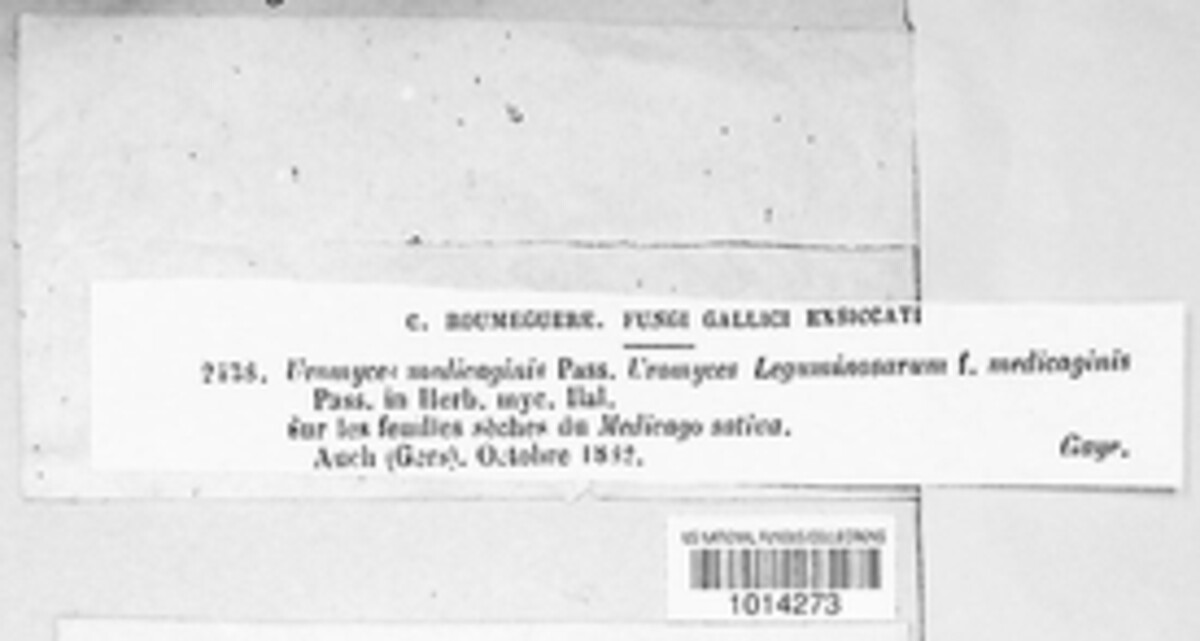 C. ROUMEGUERE. FUNGI GALLICI EXSICCATI
Uromyces medicaginis Pass. Uromyces Leguminosarum f. medicaginis
Pass. in Herb. myc. Ital.
Sur les feuilles sèches du Medicago sativa.
Auch (Gers). Octobre
Gayr.
US NATIONAL FUNGUS COLLECTIONS
1014273